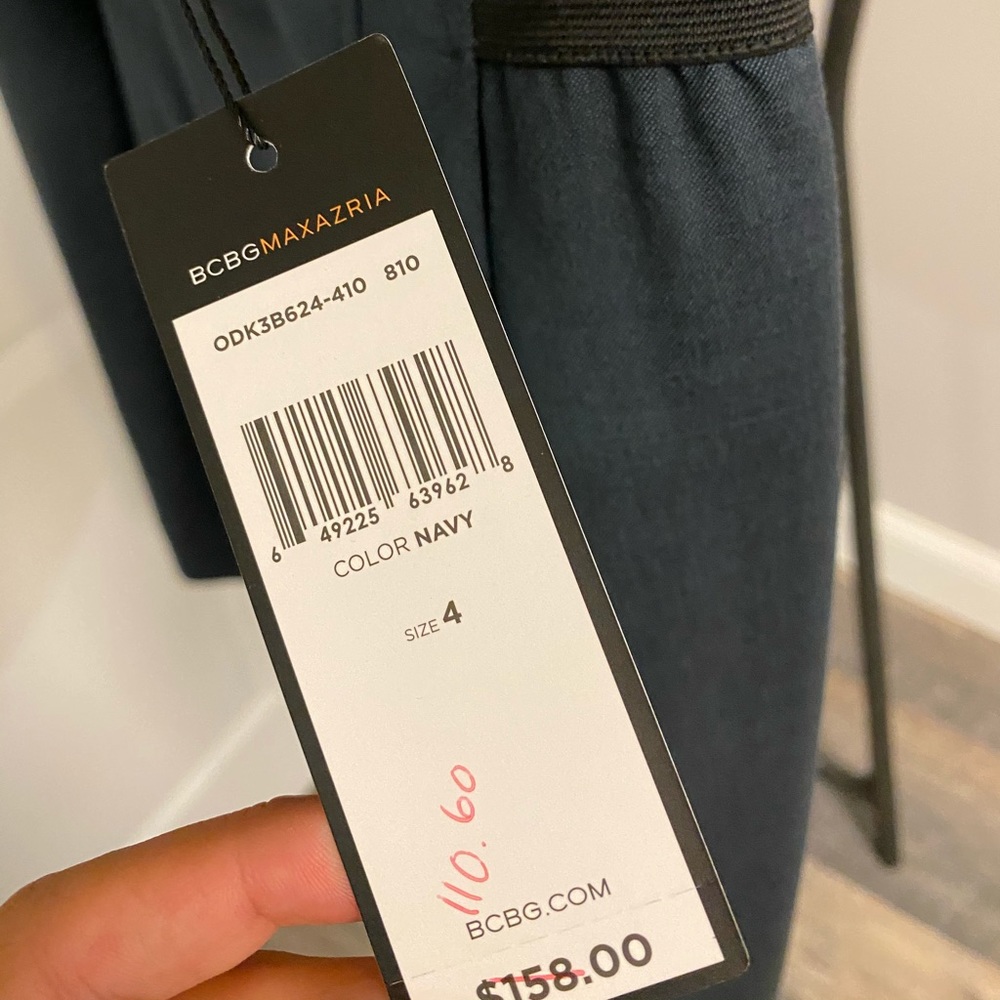 BCBGMAXAZRIA
ODK3B624-410 810
6 49225 63962 8
COLOR NAVY
SIZE 4
110.60
BCBG.COM
$158.00